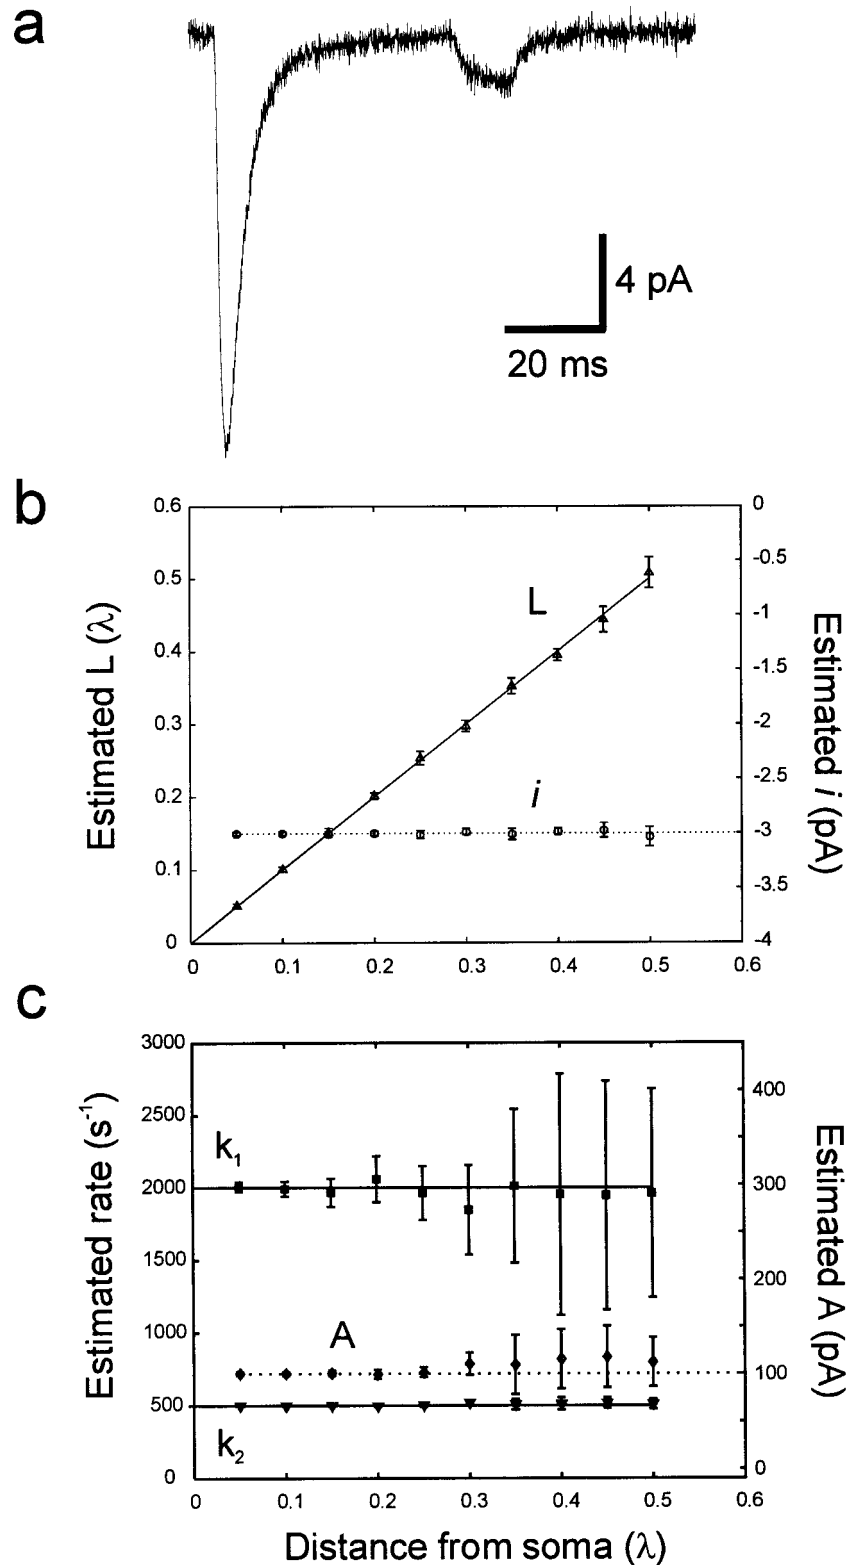 a
4 pA
20 ms
b
0.6
0.5
0.4
0.3
0.2
0.1
0
Estimated L (λ)
L
i
0
-0.5
-1
-1.5
-2
-2.5
-3
-3.5
-4
Estimated i (pA)
0 0.1 0.2 0.3 0.4 0.5 0.6
c
3000
2500
2000
1500
1000
500
0
Estimated rate (s⁻¹)
k₁
A
k₂
400
300
200
100
0
Estimated A (pA)
0 0.1 0.2 0.3 0.4 0.5 0.6
Distance from soma (λ)